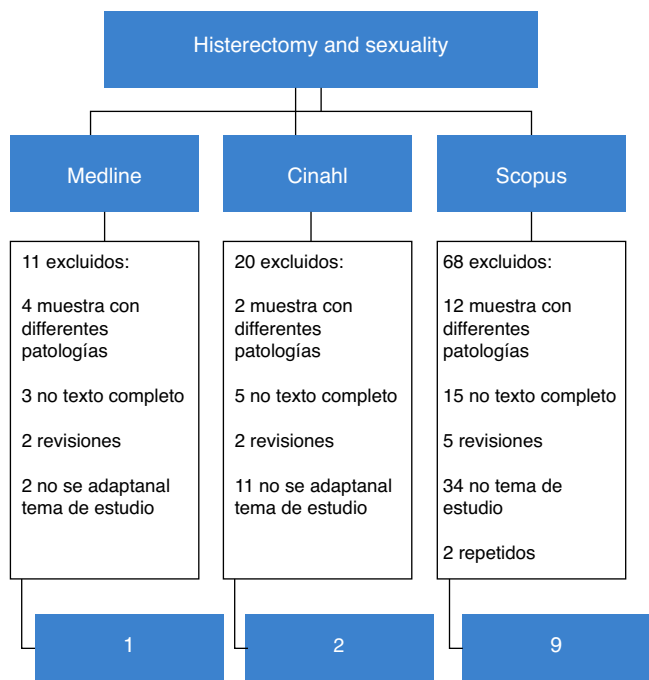 Histerectomy and sexuality
Medline
Cinahl
Scopus
11 excluidos:
4 muestra con
differentes
patologías
3 no texto completo
2 revisiones
2 no se adaptanal
tema de estudio
20 excluidos:
2 muestra con
differentes
patologías
5 no texto completo
2 revisiones
11 no se adaptanal
tema de estudio
68 excluidos:
12 muestra con
differentes
patologías
15 no texto completo
5 revisiones
34 no tema de
estudio
2 repetidos
1
2
9